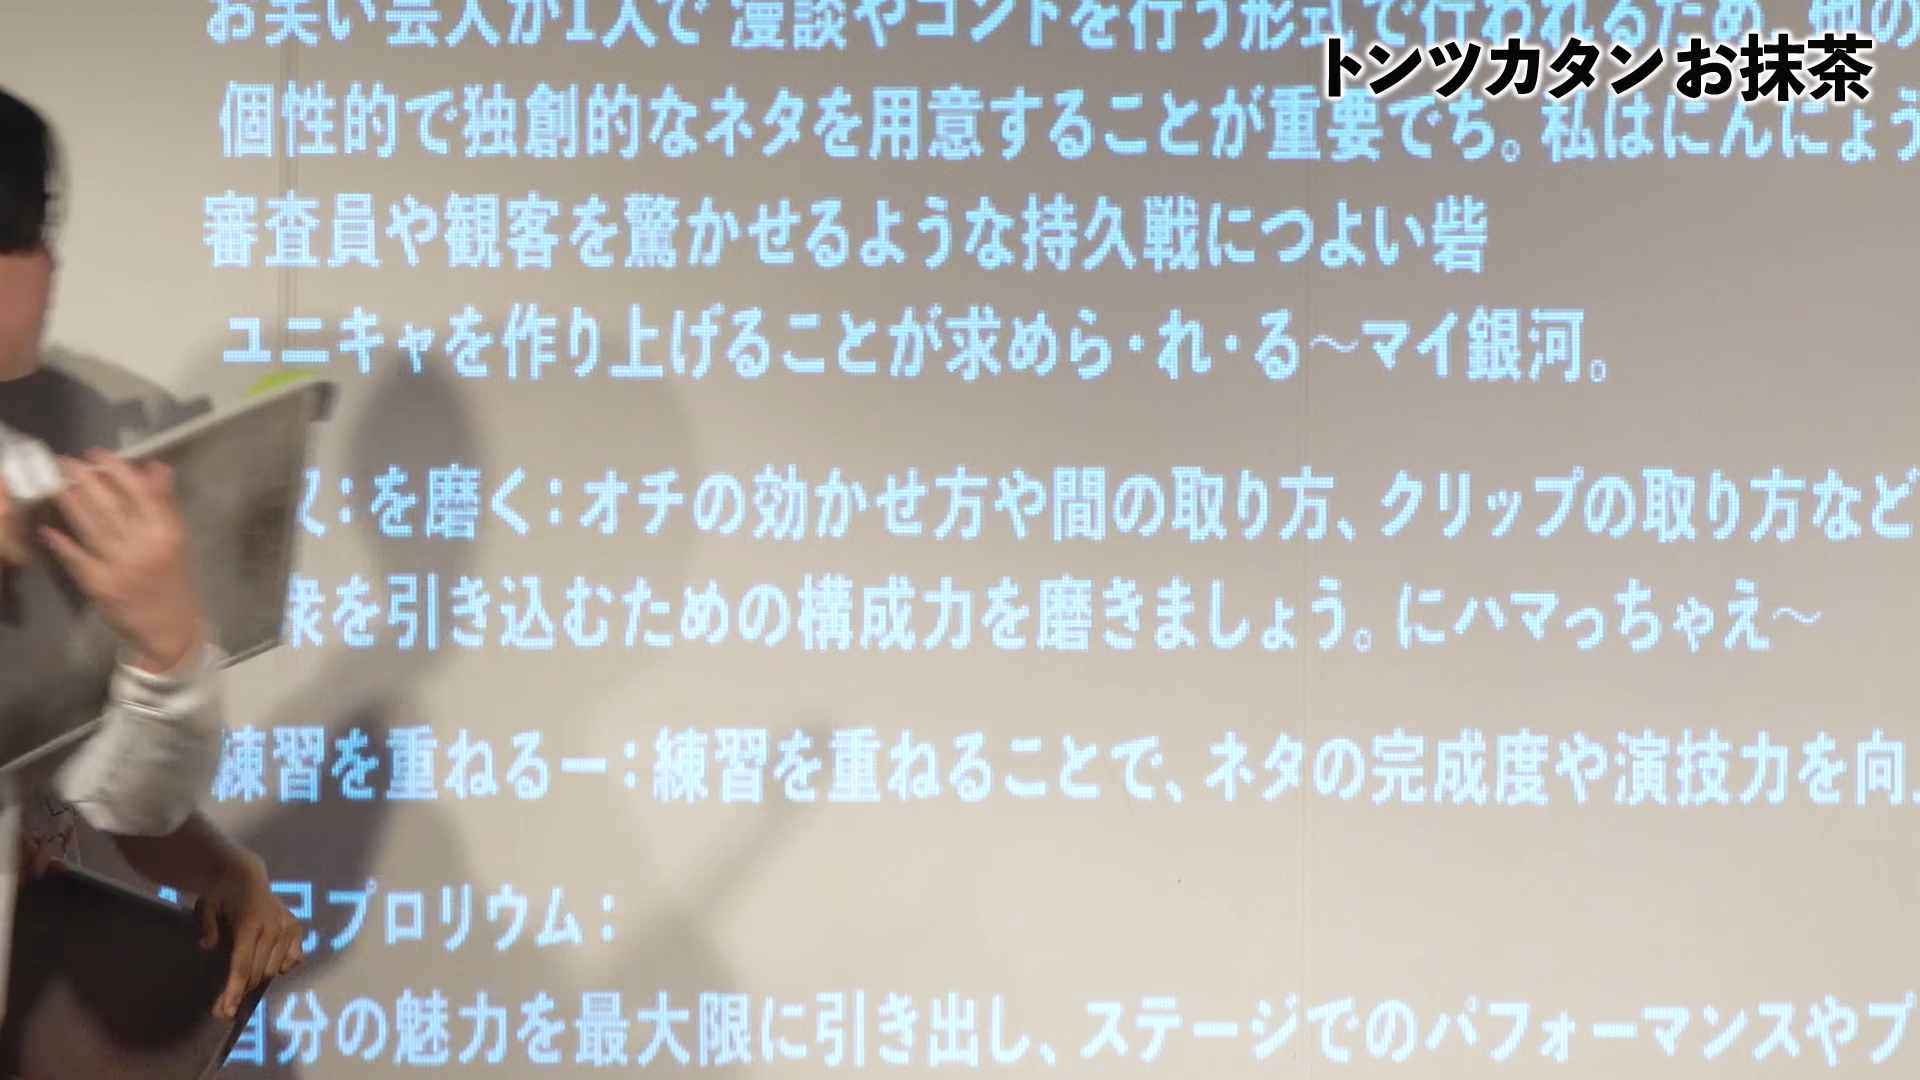 お笑い芸人が1人で 漫談やコントを行う形式で行われるため、他の
トンツカタンお抹茶
個性的で独創的なネタを用意することが重要でち。私はにんにょう
審査員や観客を驚かせるような持久戦につよい砦
ユニキャを作り上げることが求めら・れ・る〜マイ銀河。
：を磨く：オチの効かせ方や間の取り方、クリップの取り方など
を引き込むための構成力を磨きましょう。にハマっちゃえ〜
練習を重ねるー：練習を重ねることで、ネタの完成度や演技力を向
己プロリウム：
自分の魅力を最大限に引き出し、ステージでのパフォーマンスやプ